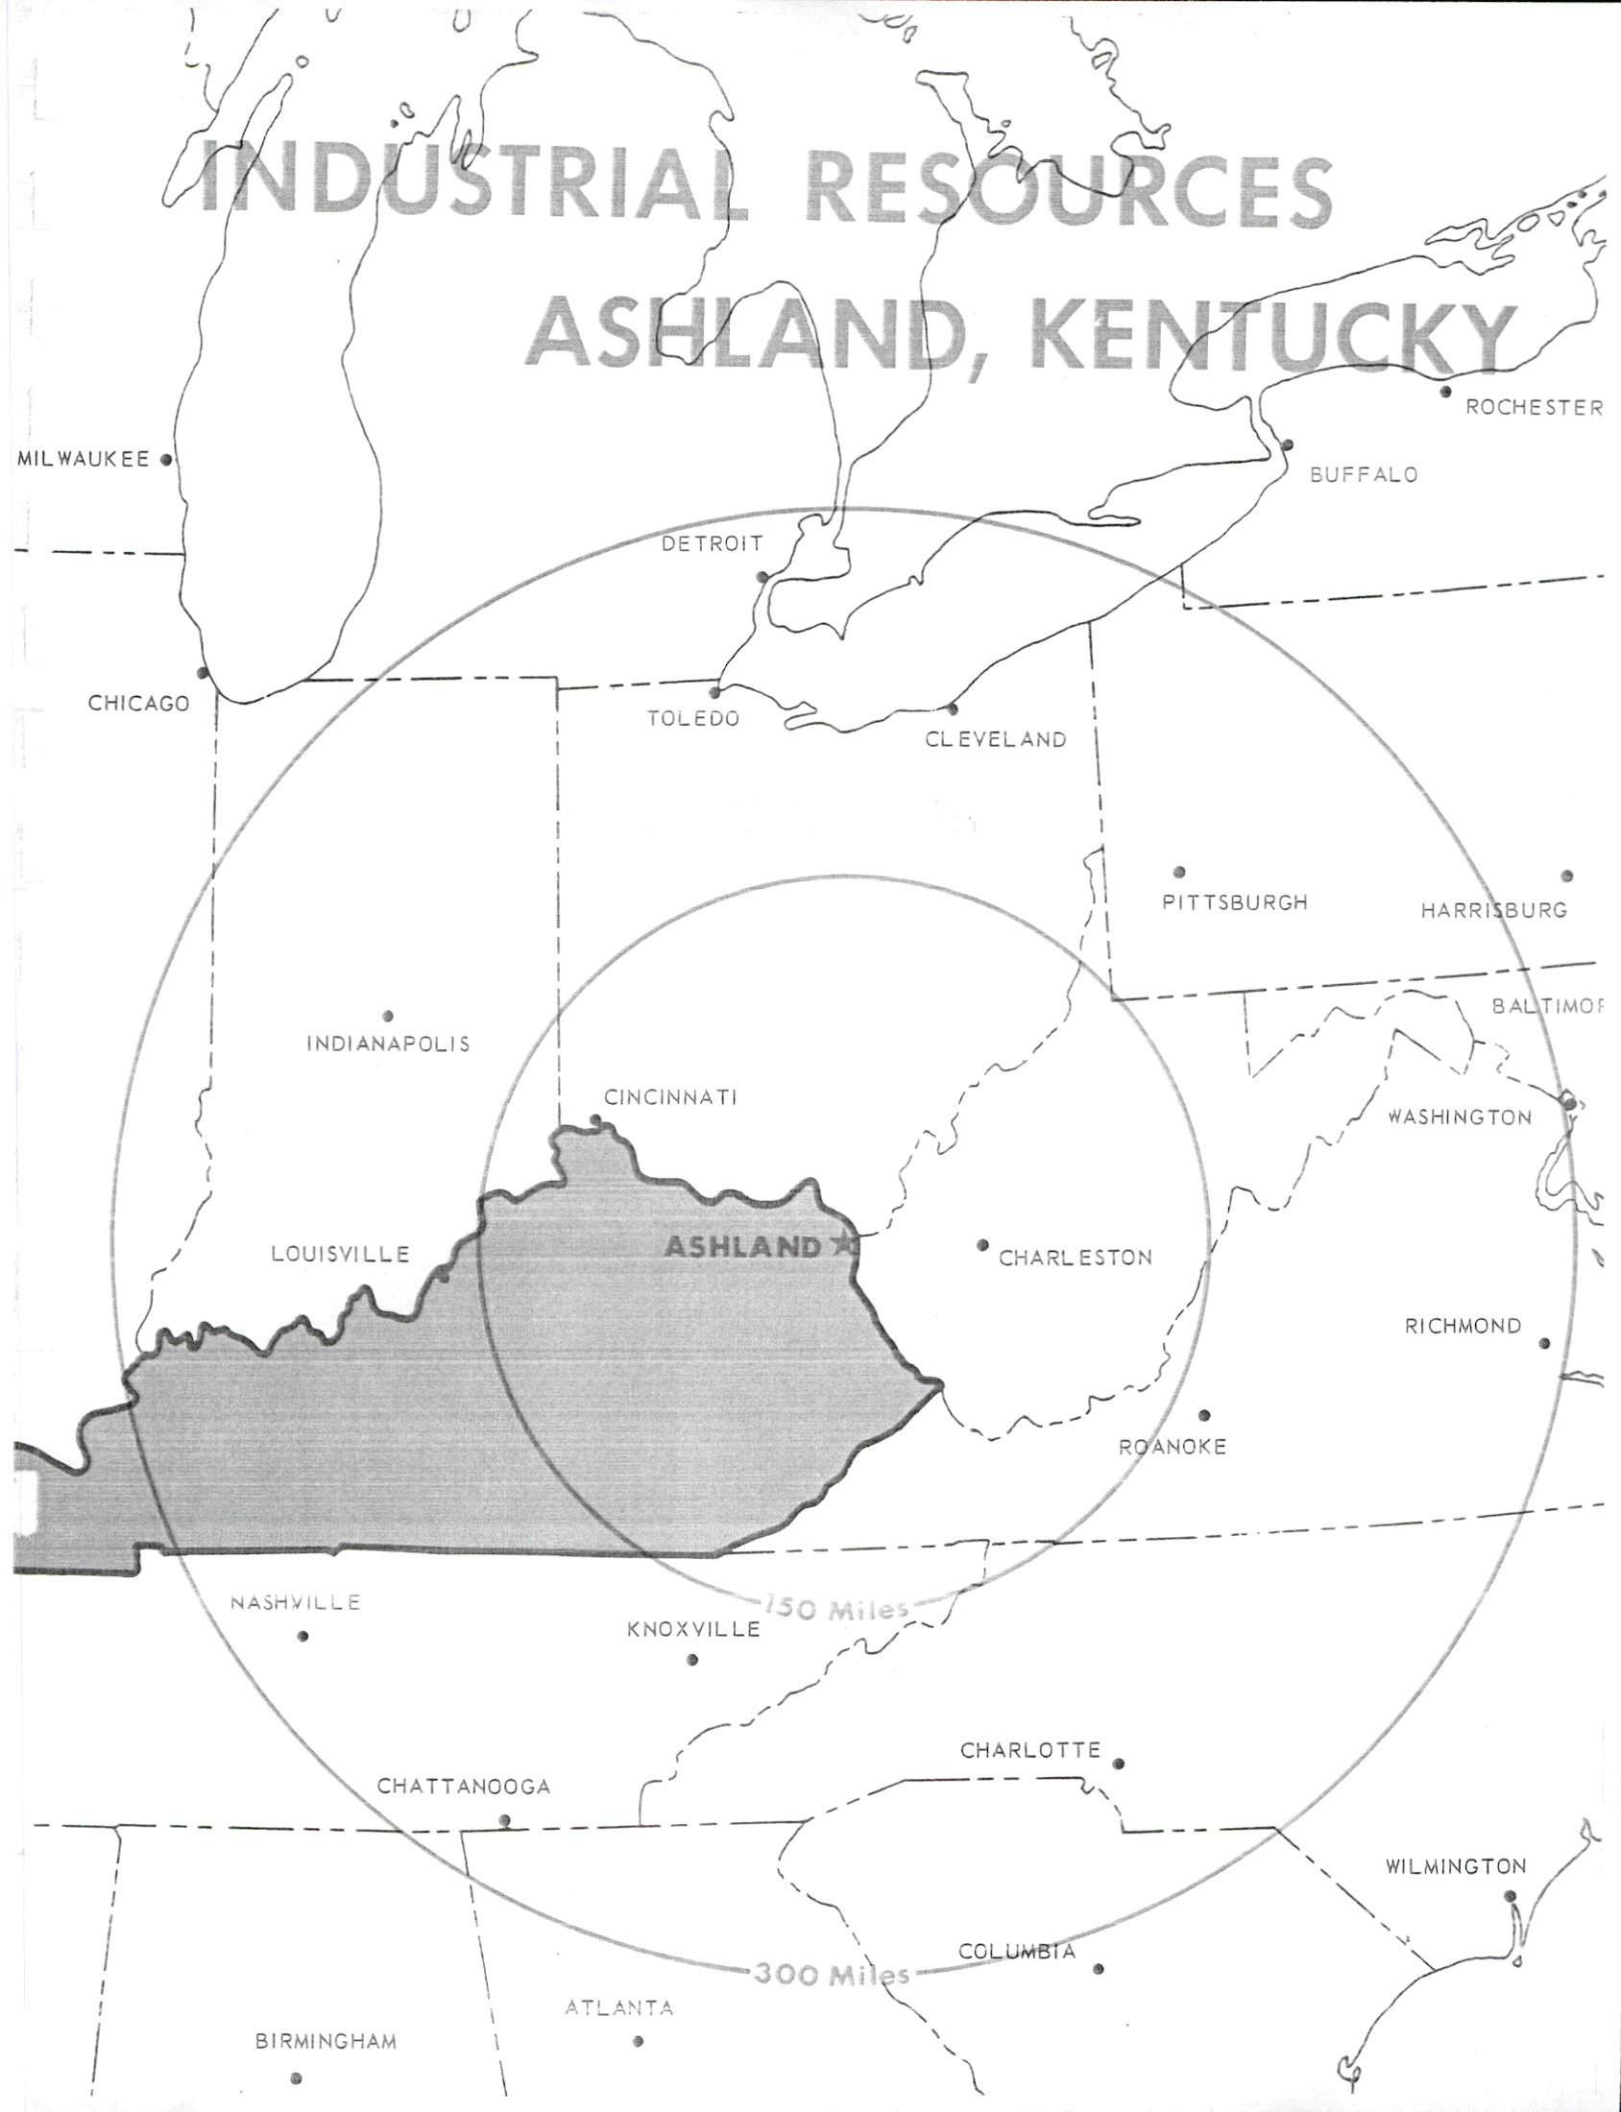 INDUSTRIAL RESOURCES
ASHLAND, KENTUCKY
ROCHESTER
MILWAUKEE
BUFFALO
DETROIT
CHICAGO
TOLEDO
CLEVELAND
PITTSBURGH
HARRISBURG
BALTIMOR
INDIANAPOLIS
CINCINNATI
WASHINGTON
LOUISVILLE
ASHLAND
CHARLESTON
RICHMOND
ROANOKE
NASHVILLE
150 Miles
KNOXVILLE
CHARLOTTE
CHATTANOOGA
WILMINGTON
COLUMBIA
300 Miles
ATLANTA
BIRMINGHAM